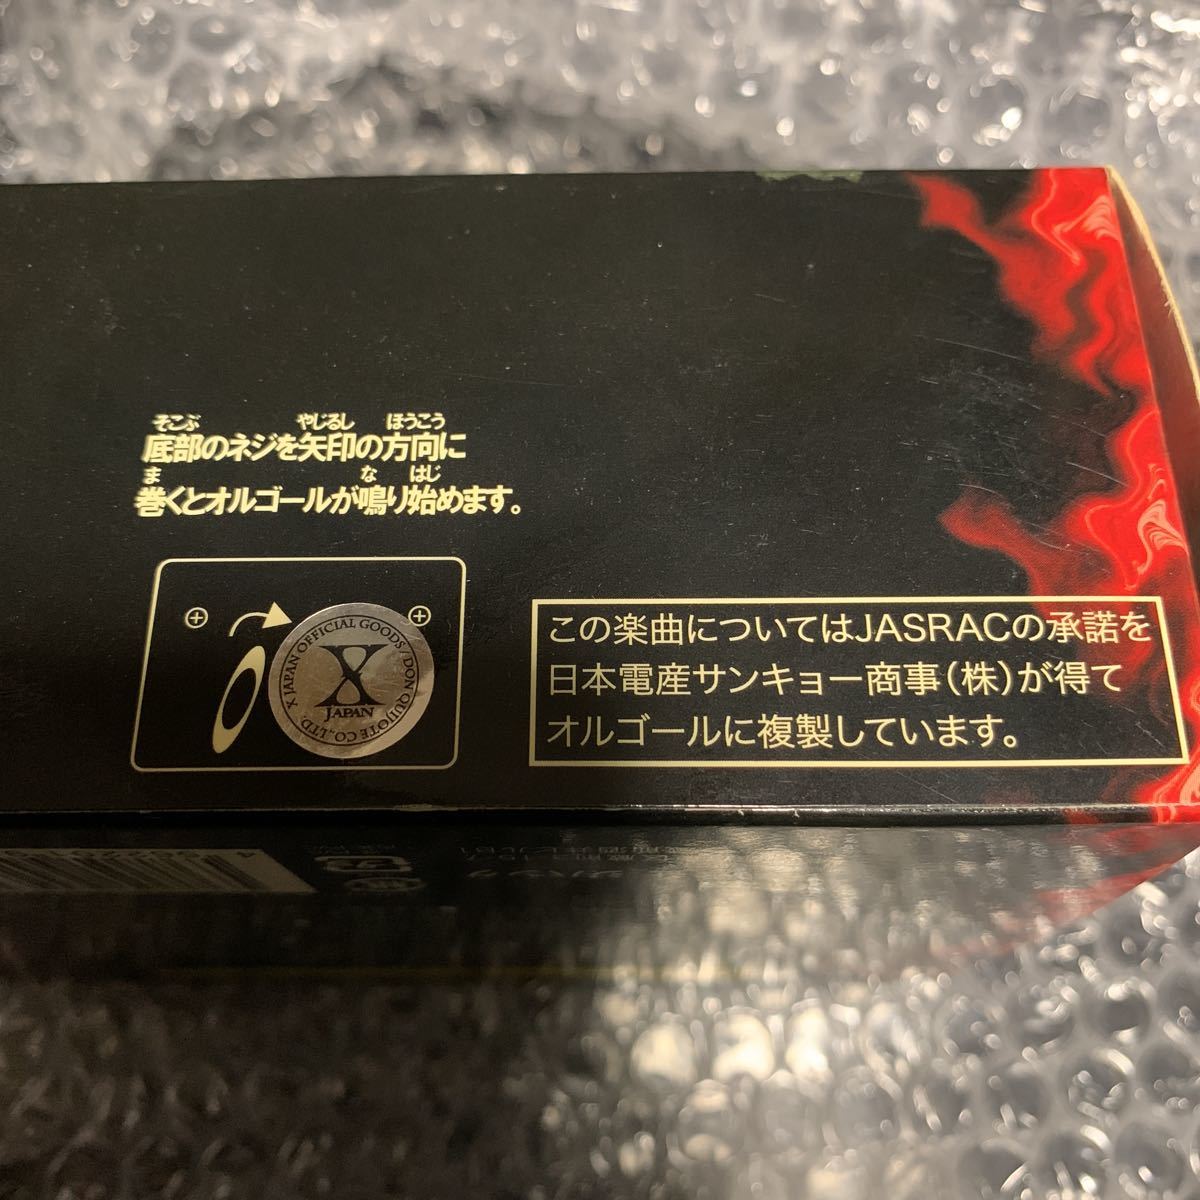 そこぶ やじるし ほうこう
底部のネジを矢印の方向に
ま な はじ
巻くとオルゴールが鳴り始めます。
X JAPAN OFFICIAL GOODS / DON QUIJOTE CO.,LTD.
X
JAPAN
この楽曲についてはJASRACの承諾を
日本電産サンキョー商事(株)が得て
オルゴールに複製しています。